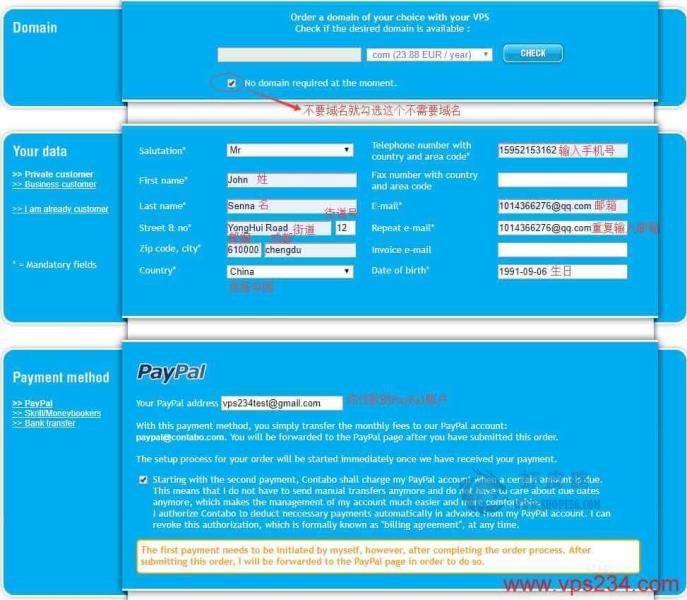 Domain
Order a domain of your choice with your VPS
Check if the desired domain is available :
com (23.88 EUR / year)
CHECK
No domain required at the moment.
不要域名就勾选这个不需要域名
Your data
>> Private customer
>> Business customer
>> I am already customer
* = Mandatory fields
Salutation* Mr
First name* John 姓
Last name* Senna 名
街道号
Street & no* YongHui Road 街道 12
Zip code, city* 610000 chengdu
Country* China
选择中国
Telephone number with country and area code* 15952153162 输入手机号
Fax number with country and area code
E-mail* 1014366276@qq.com 邮箱
Repeat e-mail* 1014366276@qq.com 重复输入邮箱
Invoice e-mail
Date of birth* 1991-09-06 生日
Payment method
>> PayPal
>> Skrill/Moneybookers
>> Bank transfer
PayPal
Your PayPal address vps234test@gmail.com 你付款的PayPal账户
With this payment method, you simply transfer the monthly fees to our PayPal account:
paypal@contabo.com. You will be forwarded to the PayPal page after you have submitted this order.
The setup process for your order will be started immediately once we have received your payment.
Starting with the second payment, Contabo shall charge my PayPal account when a certain amount is due.
This means that I do not have to send manual transfers anymore and do not have to care about due dates
anymore, which makes the management of my account much easier and more comfortable.
I authorize Contabo to deduct neccessary payments automatically in advance from my PayPal account. I can
revoke this authorization, which is formally known as "billing agreement", at any time.
The first payment needs to be initiated by myself, however, after completing the order process. After
submitting this order, I will be forwarded to the PayPal page in order to do so.
www.vps234.com